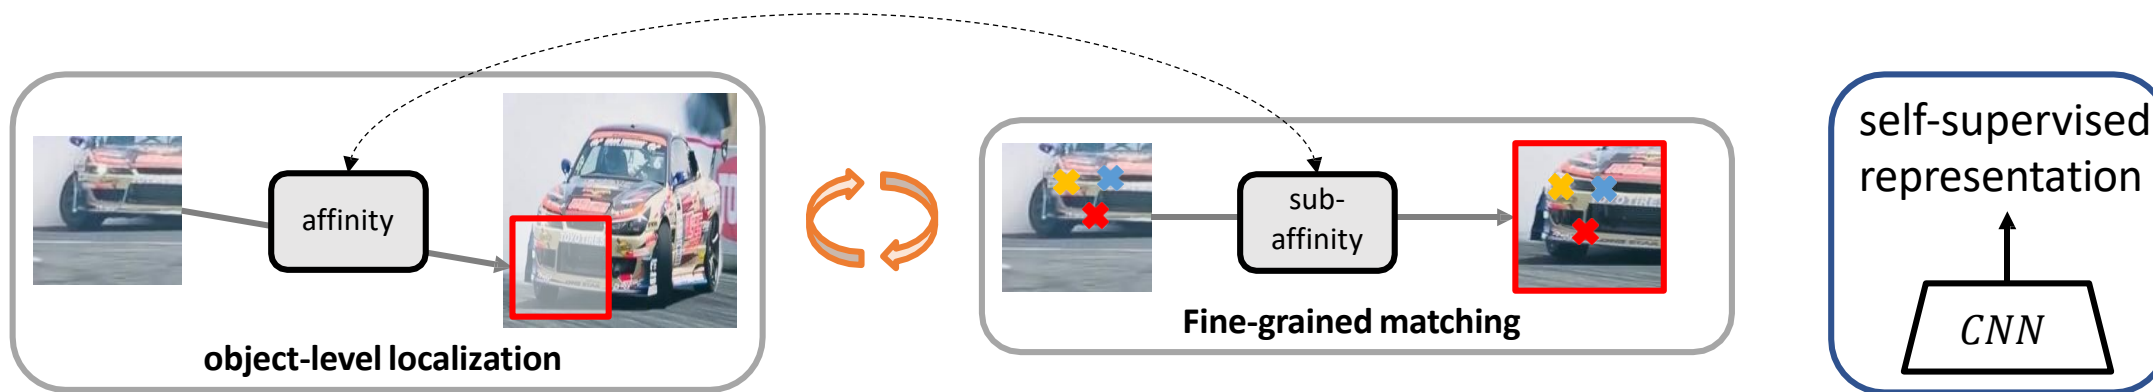 affinity
object-level localization
sub-
affinity
Fine-grained matching
self-supervised
representation
CNN